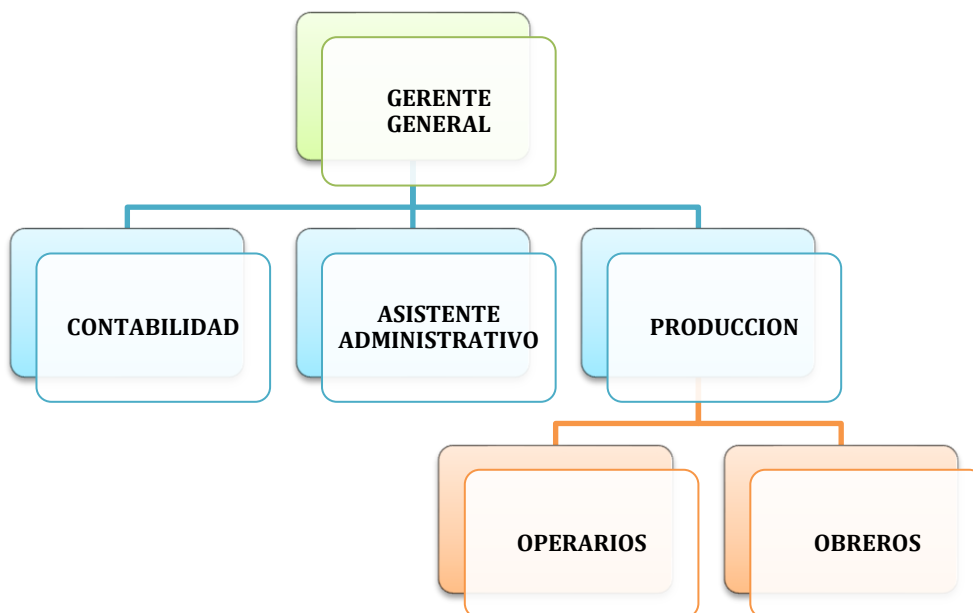 GERENTE
GENERAL
CONTABILIDAD
ASISTENTE
ADMINISTRATIVO
PRODUCCION
OPERARIOS
OBREROS